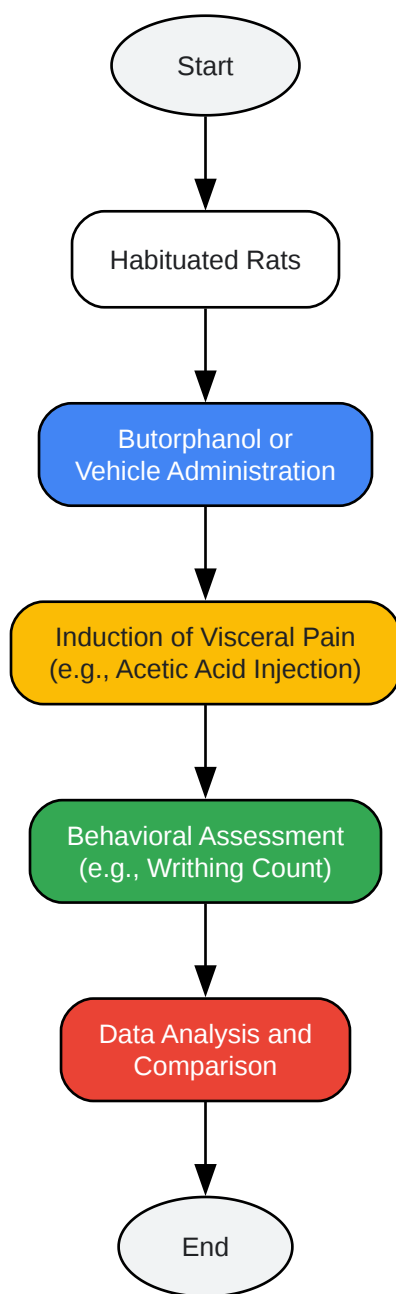 Start
Habituated Rats
Butorphanol or
Vehicle Administration
Induction of Visceral Pain
(e.g., Acetic Acid Injection)
Behavioral Assessment
(e.g., Writhing Count)
Data Analysis and
Comparison
End